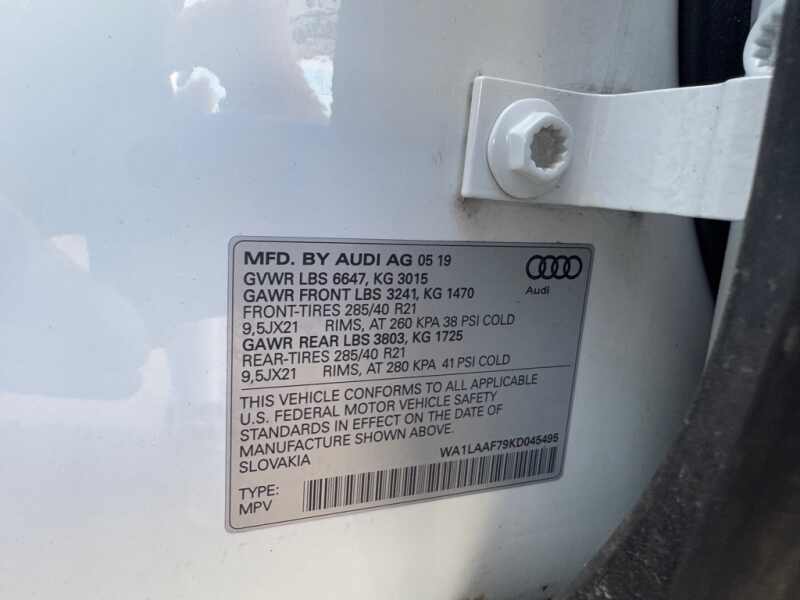 MFD. BY AUDI AG 05 19
GVWR LBS 6647, KG 3015
GAWR FRONT LBS 3241, KG 1470
FRONT-TIRES 285/40 R21
9,5JX21 RIMS, AT 260 KPA 38 PSI COLD
GAWR REAR LBS 3803, KG 1725
REAR-TIRES 285/40 R21
9,5JX21 RIMS, AT 280 KPA 41 PSI COLD
Audi
THIS VEHICLE CONFORMS TO ALL APPLICABLE
U.S. FEDERAL MOTOR VEHICLE SAFETY
STANDARDS IN EFFECT ON THE DATE OF
MANUFACTURE SHOWN ABOVE.
SLOVAKIA
WA1LAAF79KD045495
TYPE:
MPV